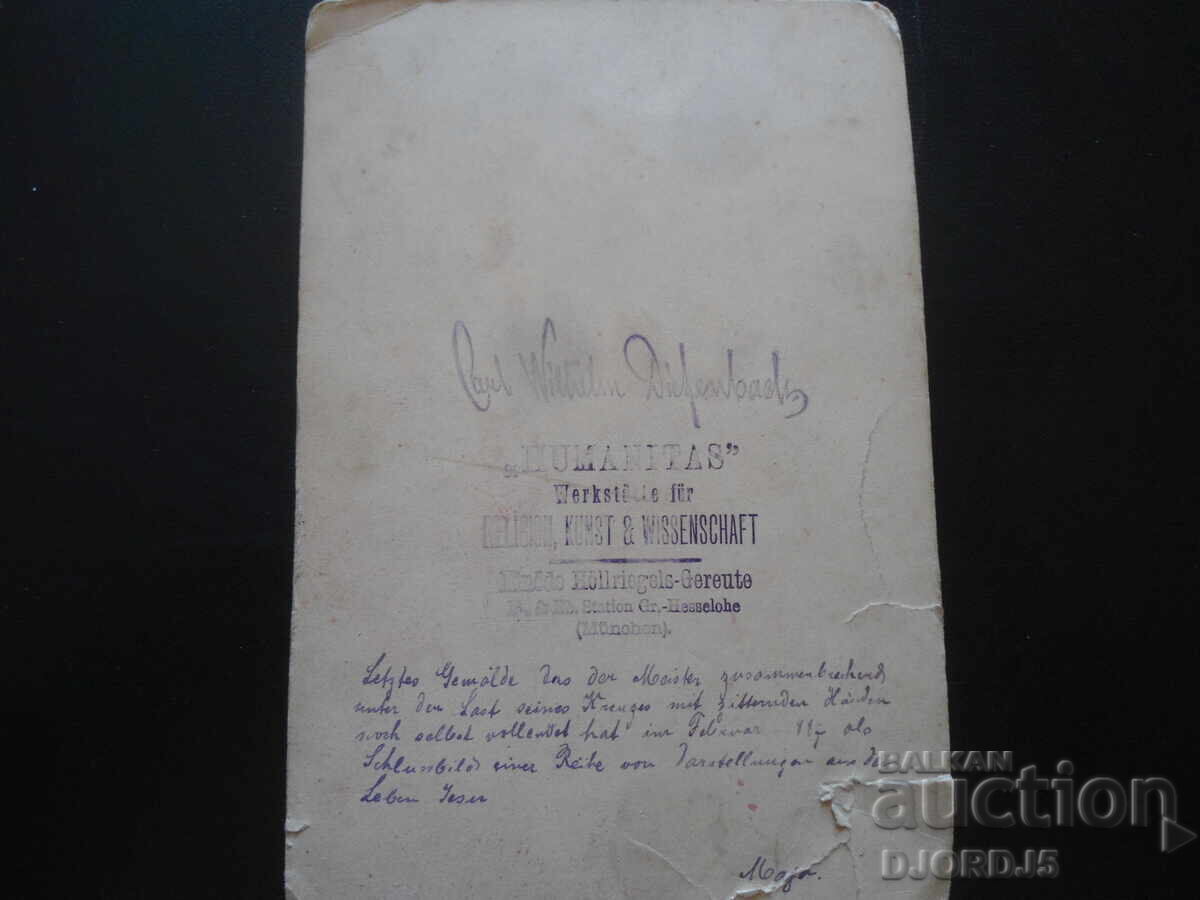 Carl Wilhelm Diefenbach
„HUMANITAS”
Werkstätte für
RELIGION, KUNST & WISSENSCHAFT
Einöde Höllriegels-Gereute
Station Gr.-Hesselohe
(München).
Letztes Gemälde das der Meister zusammenbrechend
unter der Last seines Kreuzes mit zitternden Händen
noch selbst vollendet hat im Februar als
Schlussbild einer Reihe von Darstellungen aus dem
Leben Jesu
Maja.
BALKAN
auction
DJORDJ5